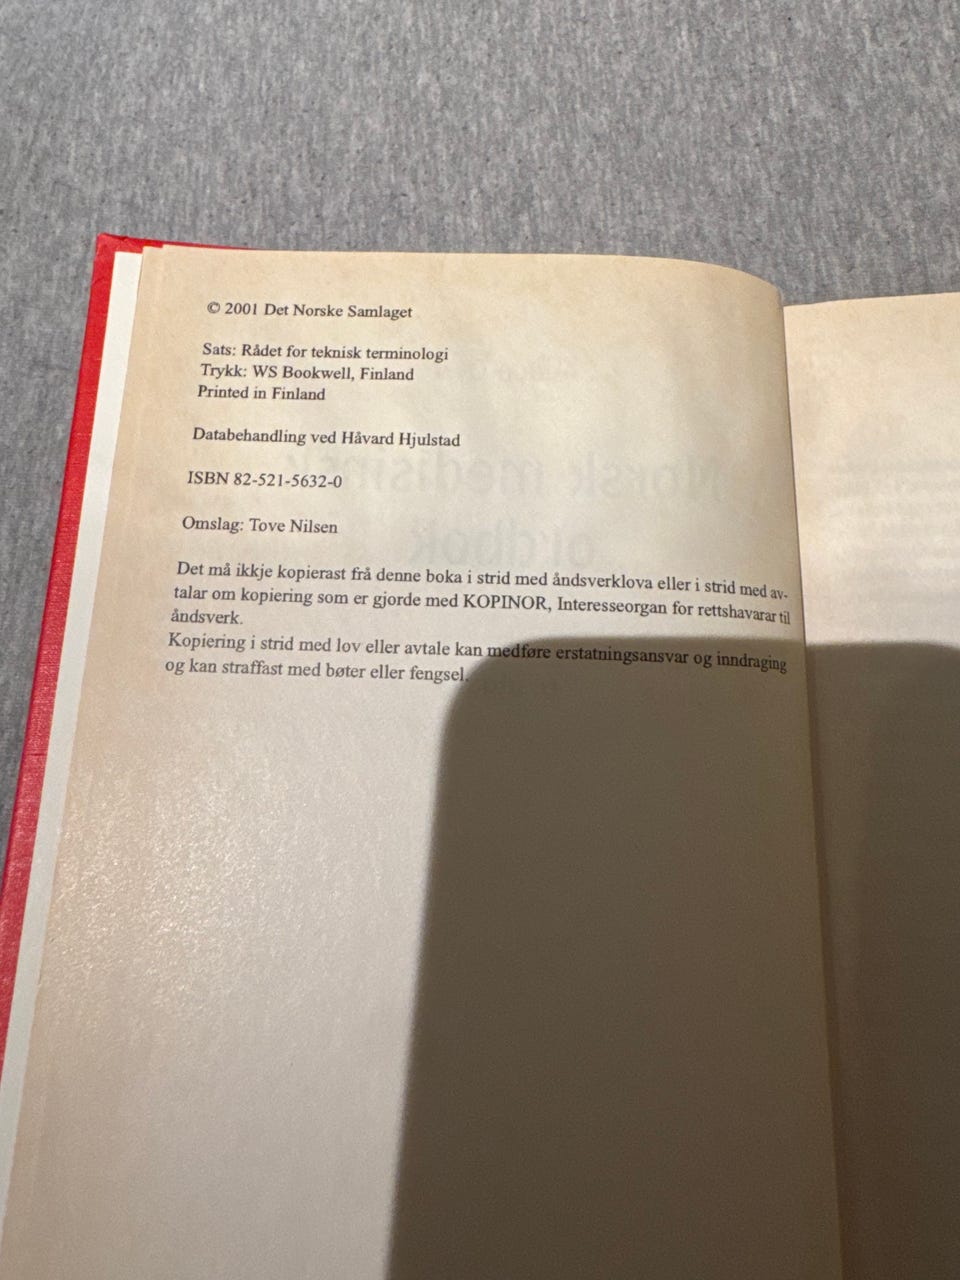 © 2001 Det Norske Samlaget
Sats: Rådet for teknisk terminologi
Trykk: WS Bookwell, Finland
Printed in Finland
Databehandling ved Håvard Hjulstad
ISBN 82-521-5632-0
Omslag: Tove Nilsen
Det må ikkje kopierast frå denne boka i strid med åndsverklova eller i strid med av-
talar om kopiering som er gjorde med KOPINOR, Interesseorgan for rettshavarar til
åndsverk.
Kopiering i strid med lov eller avtale kan medføre erstatningsansvar og inndraging
og kan straffast med bøter eller fengsel.